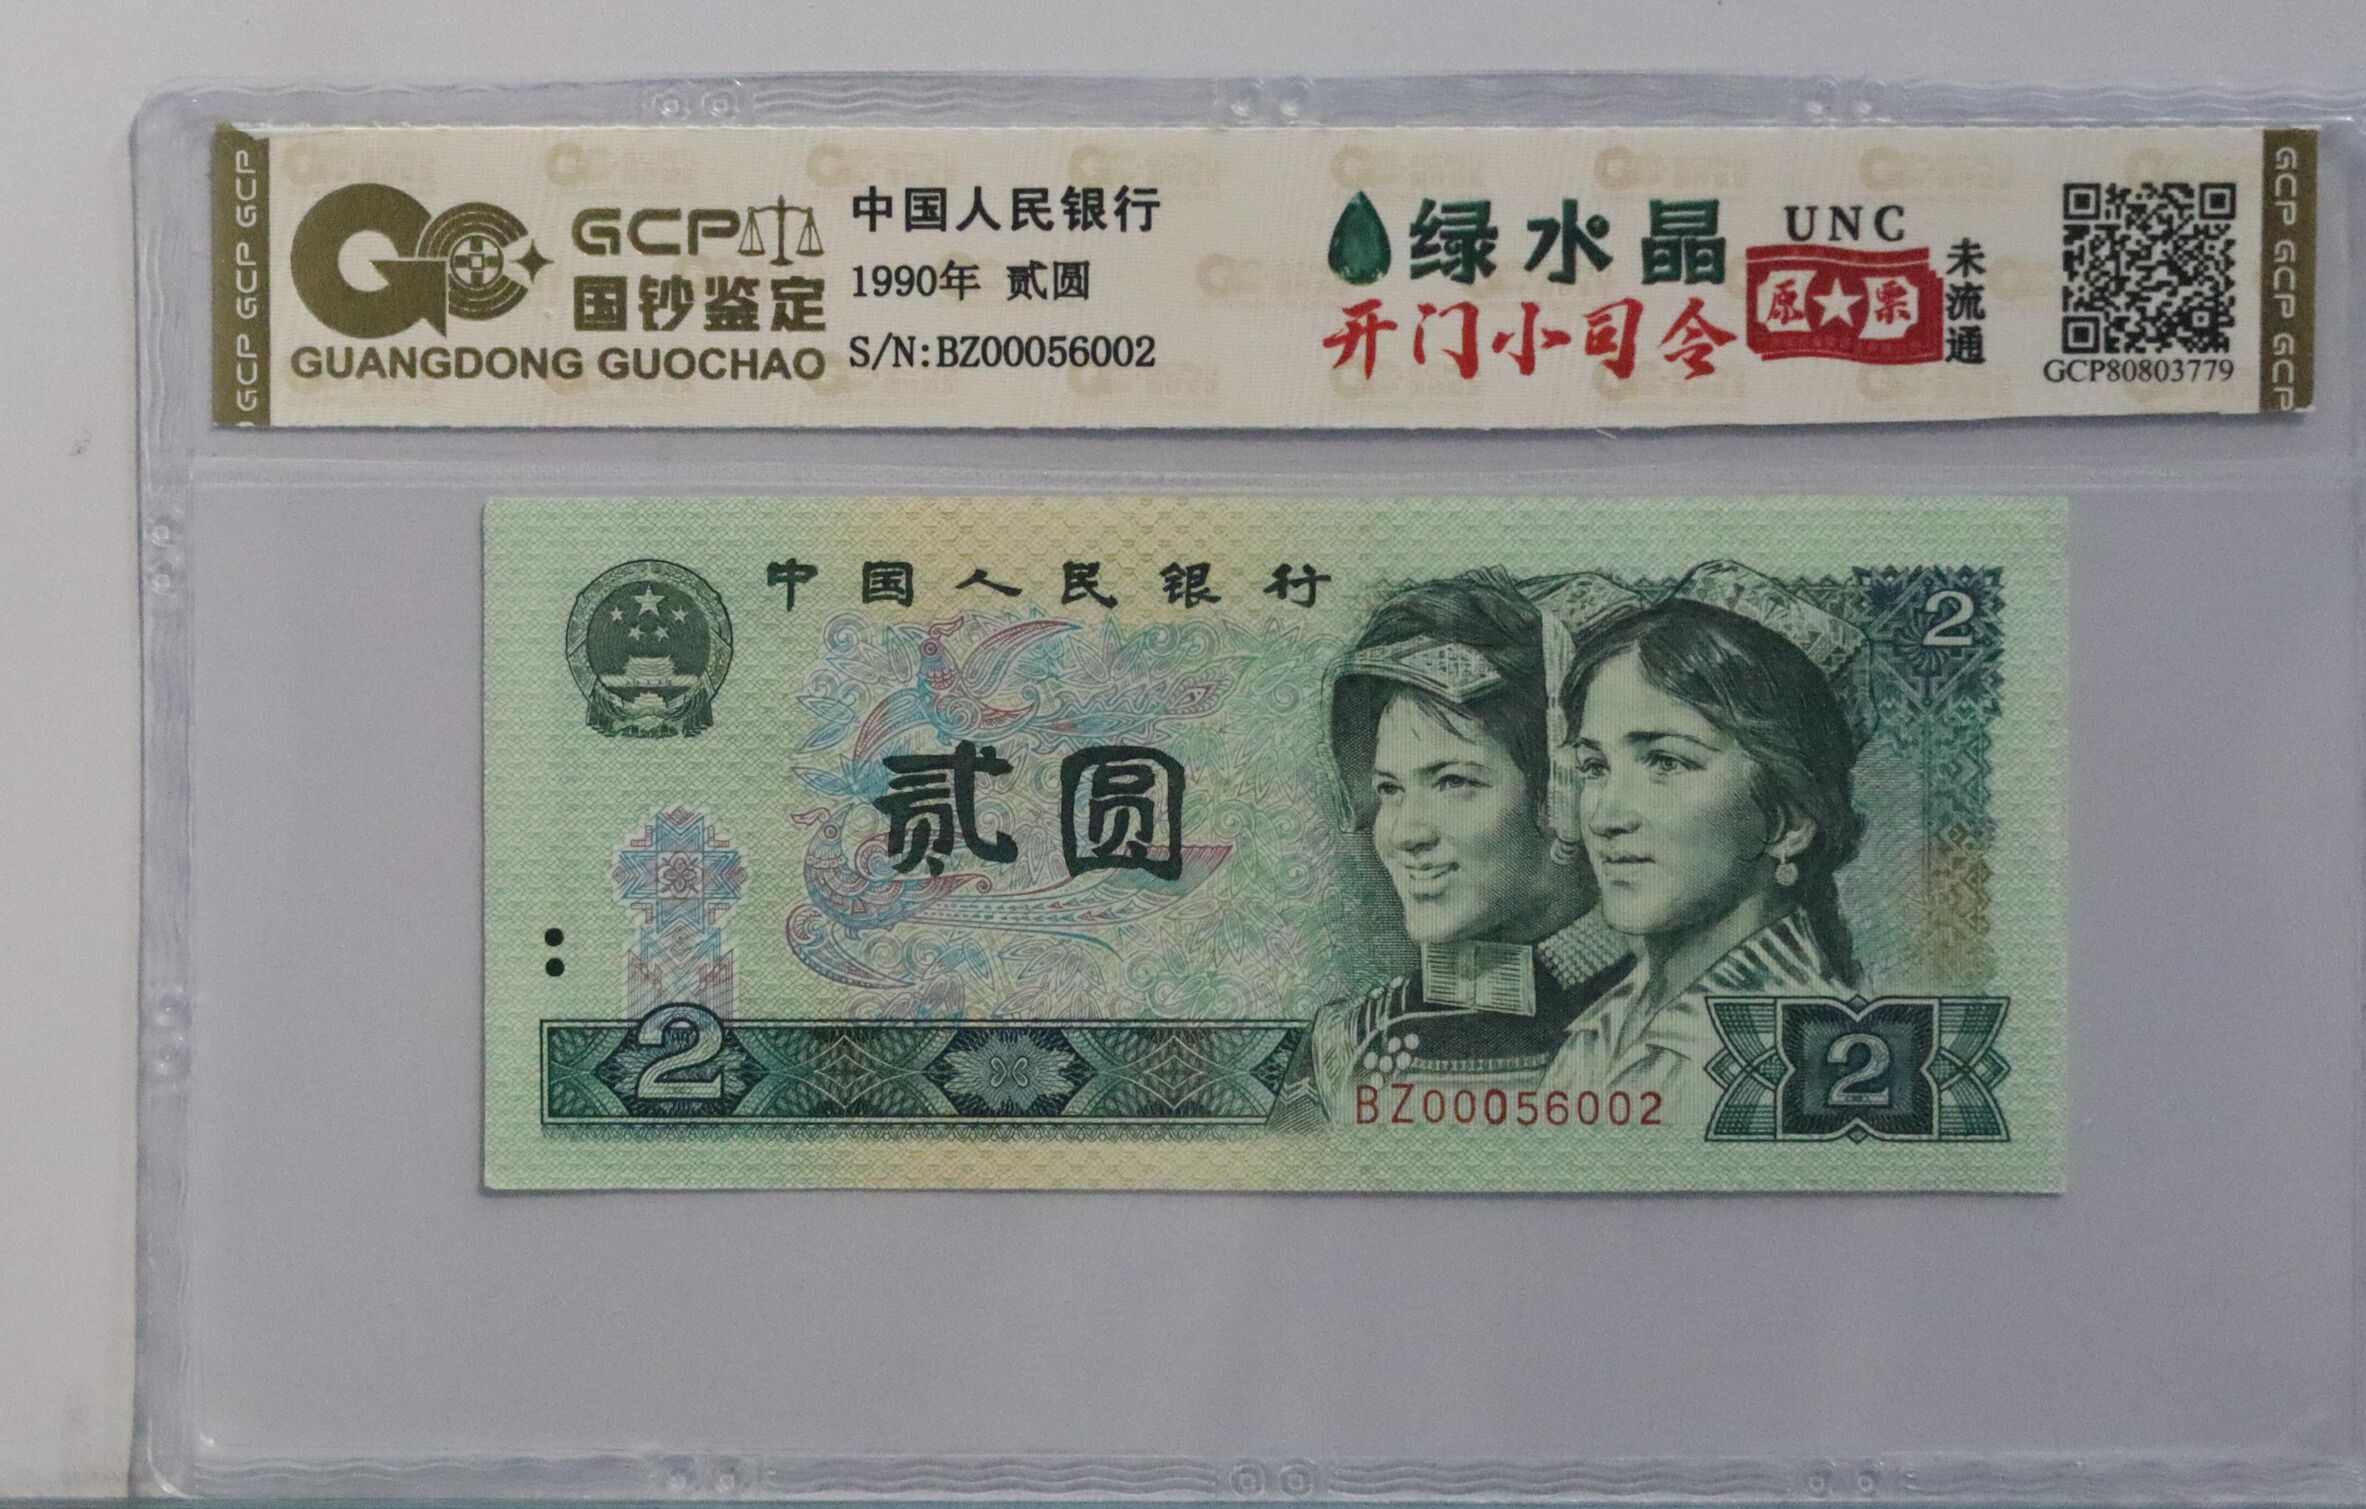 GCP GCP GCP
GCP
国钞鉴定
GUANGDONG GUOCHAO
中国人民银行
1990年 贰圆
S/N:BZ00056002
绿水晶
开门小司令
UNC
原★票
未流通
GCP80803779
GCP GCP GCP
中国人民银行
2
贰圆
2
BZ00056002
2